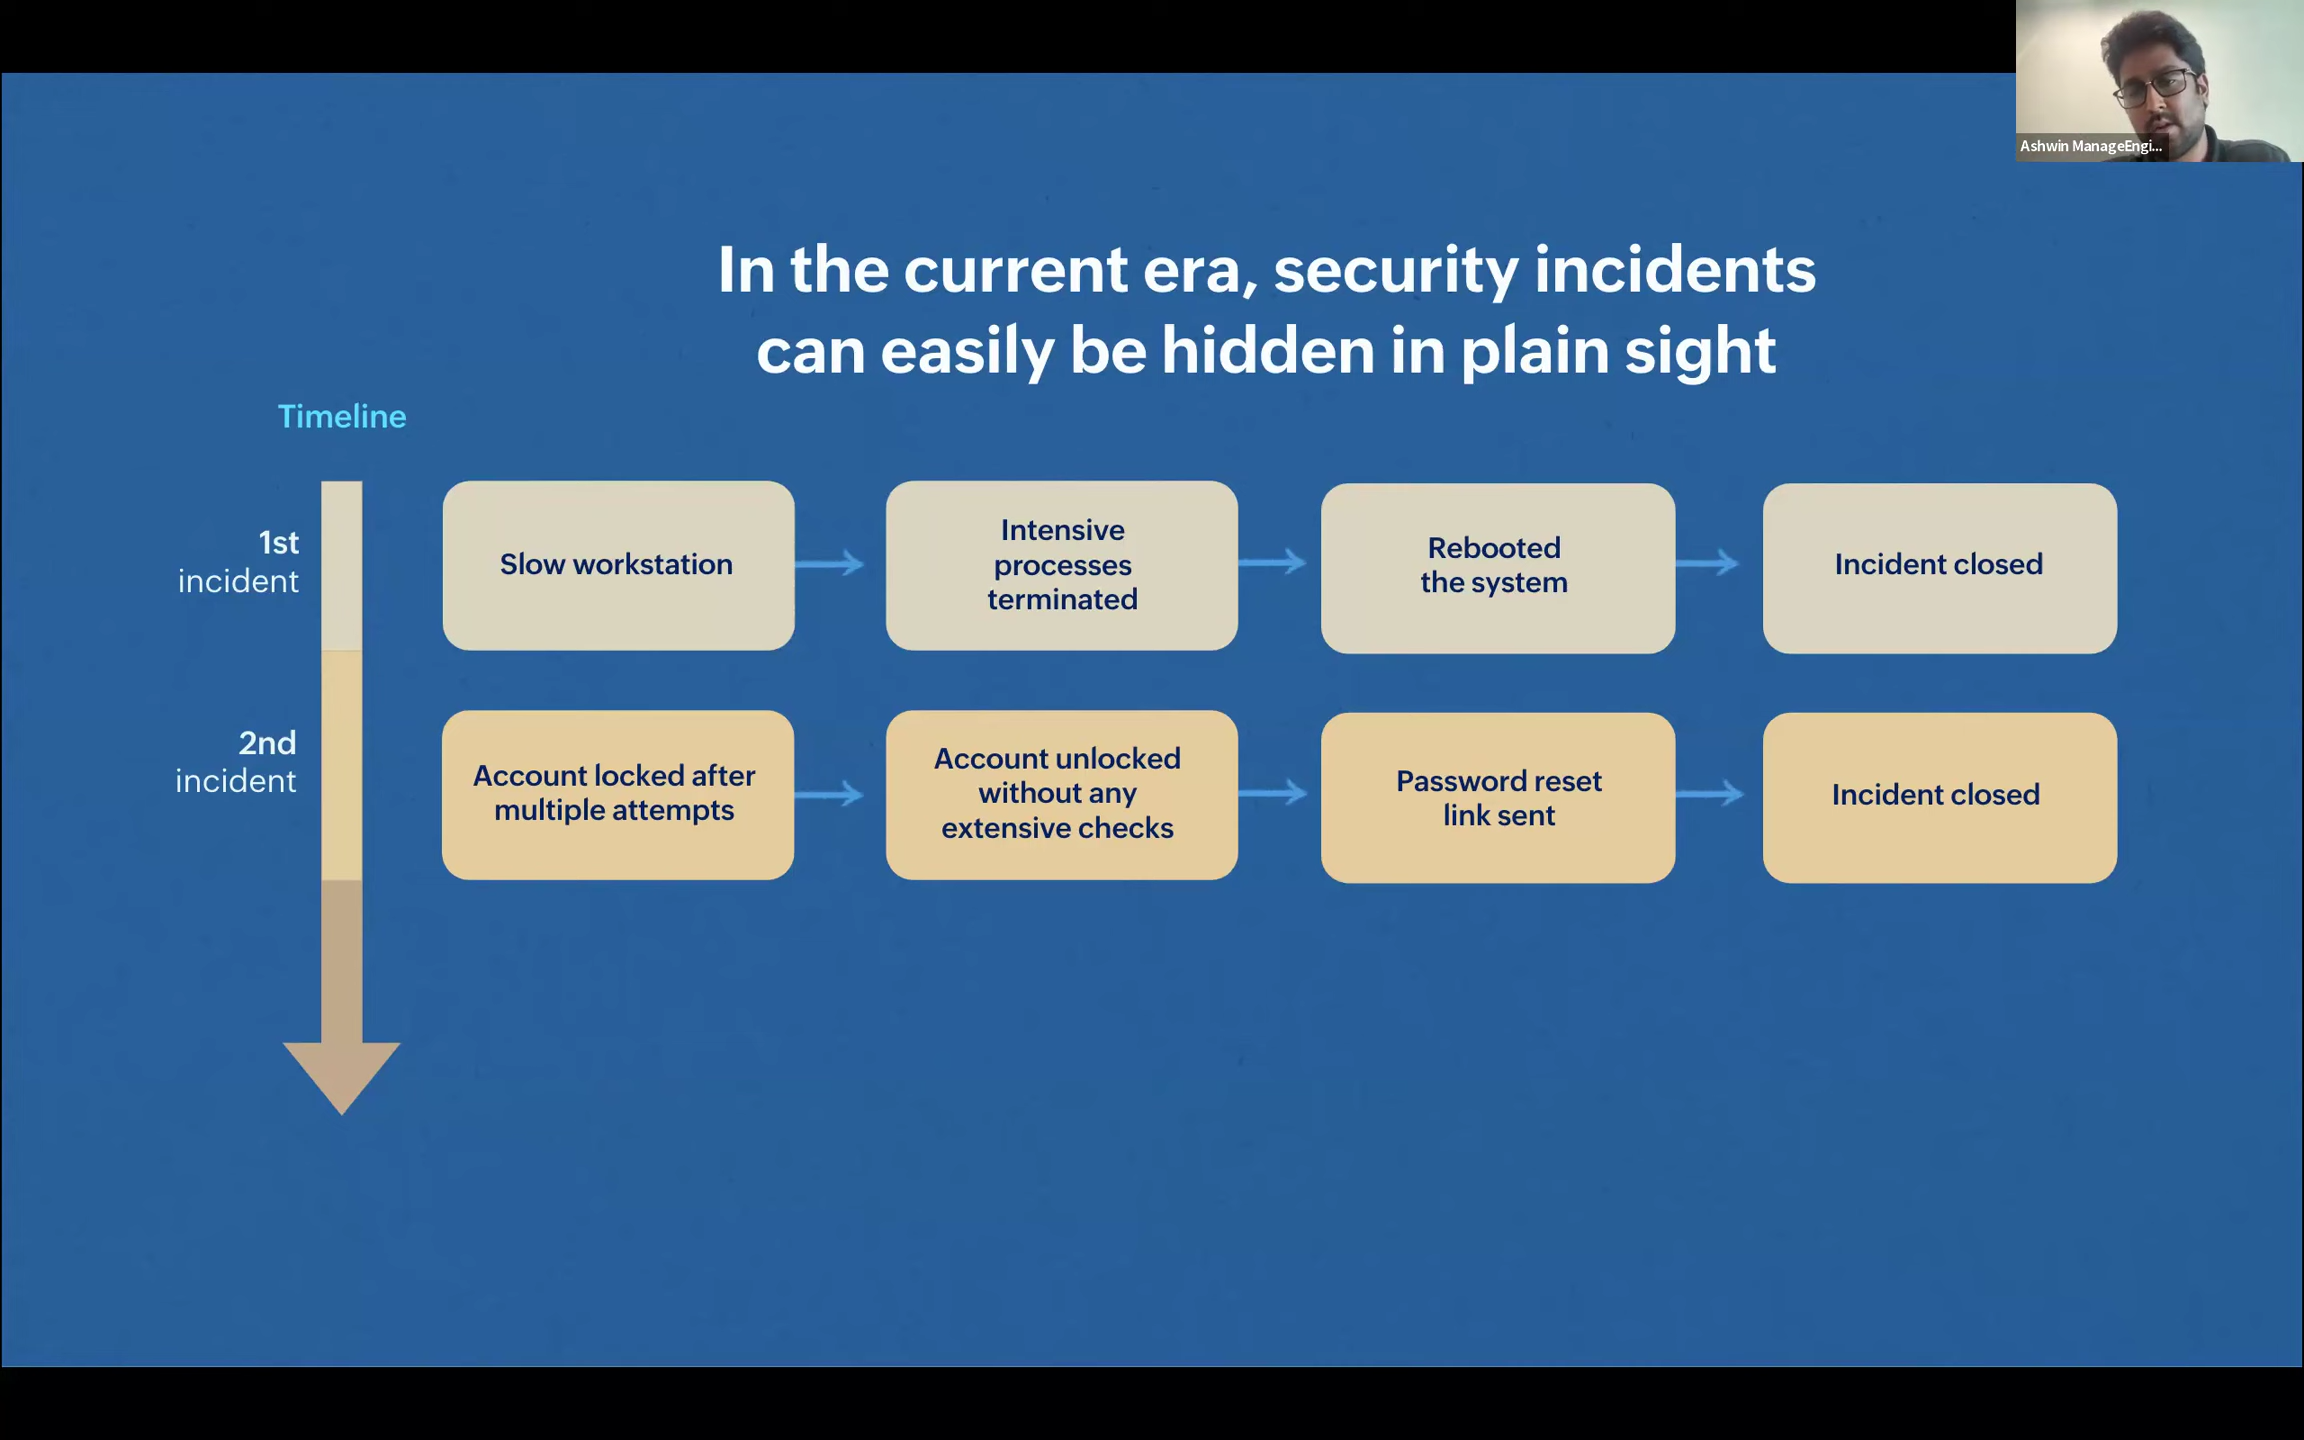 Ashwin ManageEngi...
In the current era, security incidents
can easily be hidden in plain sight
Timeline
1st
incident
Slow workstation
Intensive
processes
terminated
Rebooted
the system
Incident closed
2nd
incident
Account locked after
multiple attempts
Account unlocked
without any
extensive checks
Password reset
link sent
Incident closed